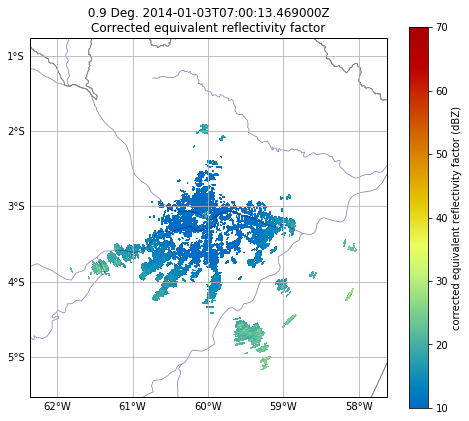 0.9 Deg. 2014-01-03T07:00:13.469000Z
Corrected equivalent reflectivity factor
1°S
2°S
3°S
4°S
5°S
62°W 61°W 60°W 59°W 58°W
70
60
50
40
30
20
10
corrected equivalent reflectivity factor (dBZ)